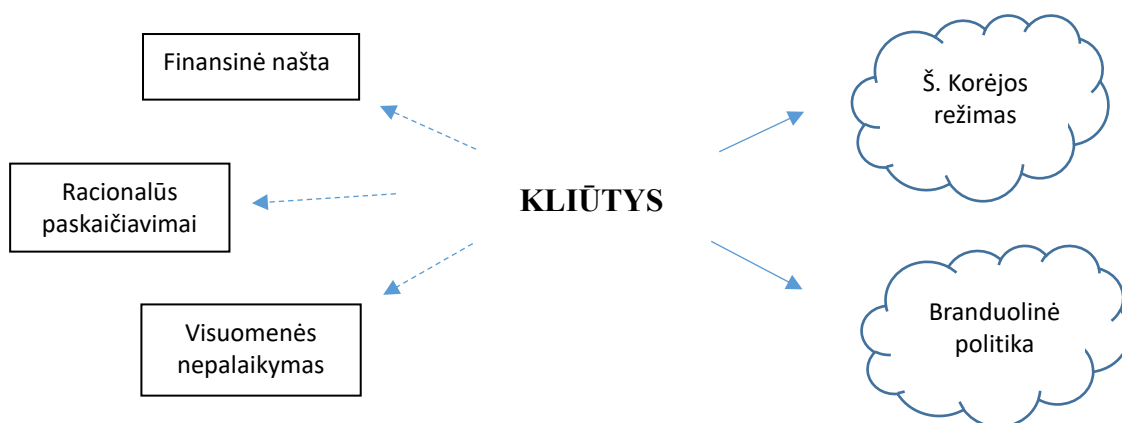 Finansinė našta
Racionalūs
paskaičiavimai
Visuomenės
nepalaikymas
KLIŪTYS
Š. Korėjos
režimas
Branduolinė
politika